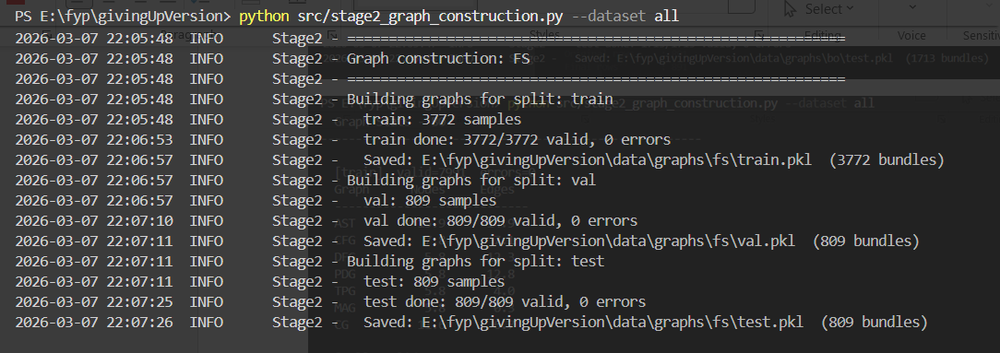 PS E:\fyp\givingUpVersion> python src/stage2_graph_construction.py --dataset all
Select
Editing
Voice
Sensitiv
2026-03-07 22:05:48 INFO Stage2 - ============================================================
2026-03-07 22:05:48 INFO Stage2 - Graph construction: FS
2026-03-07 22:05:48 INFO Stage2 - ============================================================
2026-03-07 22:05:48 INFO Stage2 - Building graphs for split: train
2026-03-07 22:05:48 INFO Stage2 -   train: 3772 samples
2026-03-07 22:06:53 INFO Stage2 -   train done: 3772/3772 valid, 0 errors
2026-03-07 22:06:57 INFO Stage2 -   Saved: E:\fyp\givingUpVersion\data\graphs\fs\train.pkl  (3772 bundles)
2026-03-07 22:06:57 INFO Stage2 - Building graphs for split: val
2026-03-07 22:06:57 INFO Stage2 -   val: 809 samples
2026-03-07 22:07:10 INFO Stage2 -   val done: 809/809 valid, 0 errors
2026-03-07 22:07:11 INFO Stage2 -   Saved: E:\fyp\givingUpVersion\data\graphs\fs\val.pkl  (809 bundles)
2026-03-07 22:07:11 INFO Stage2 - Building graphs for split: test
2026-03-07 22:07:11 INFO Stage2 -   test: 809 samples
2026-03-07 22:07:25 INFO Stage2 -   test done: 809/809 valid, 0 errors
2026-03-07 22:07:26 INFO Stage2 -   Saved: E:\fyp\givingUpVersion\data\graphs\fs\test.pkl  (809 bundles)